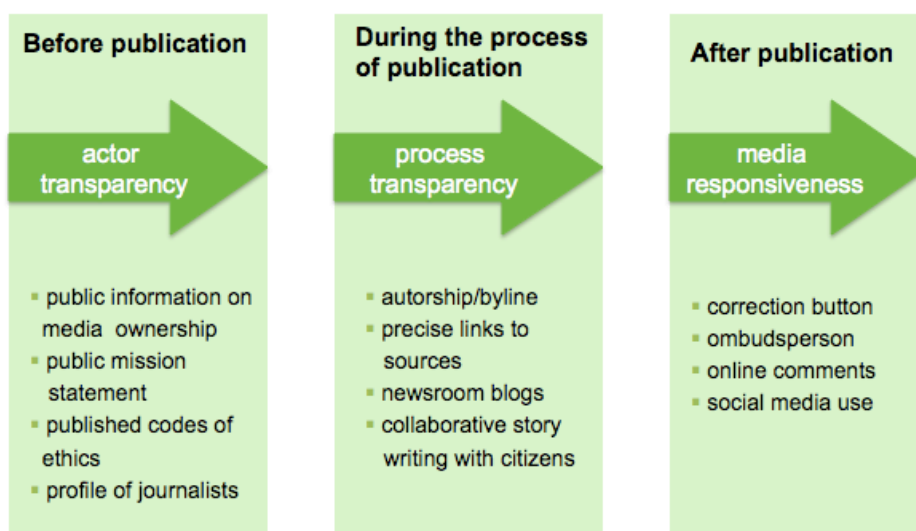 Before publication
actor
transparency
▪ public information on
media ownership
▪ public mission
statement
▪ published codes of
ethics
▪ profile of journalists
During the process
of publication
process
transparency
▪ autorship/byline
▪ precise links to
sources
▪ newsroom blogs
▪ collaborative story
writing with citizens
After publication
media
responsiveness
▪ correction button
▪ ombudsperson
▪ online comments
▪ social media use